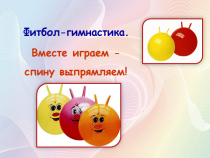 Фитбол-гимнастика.
Вместе играем –
спину выпрямляем!